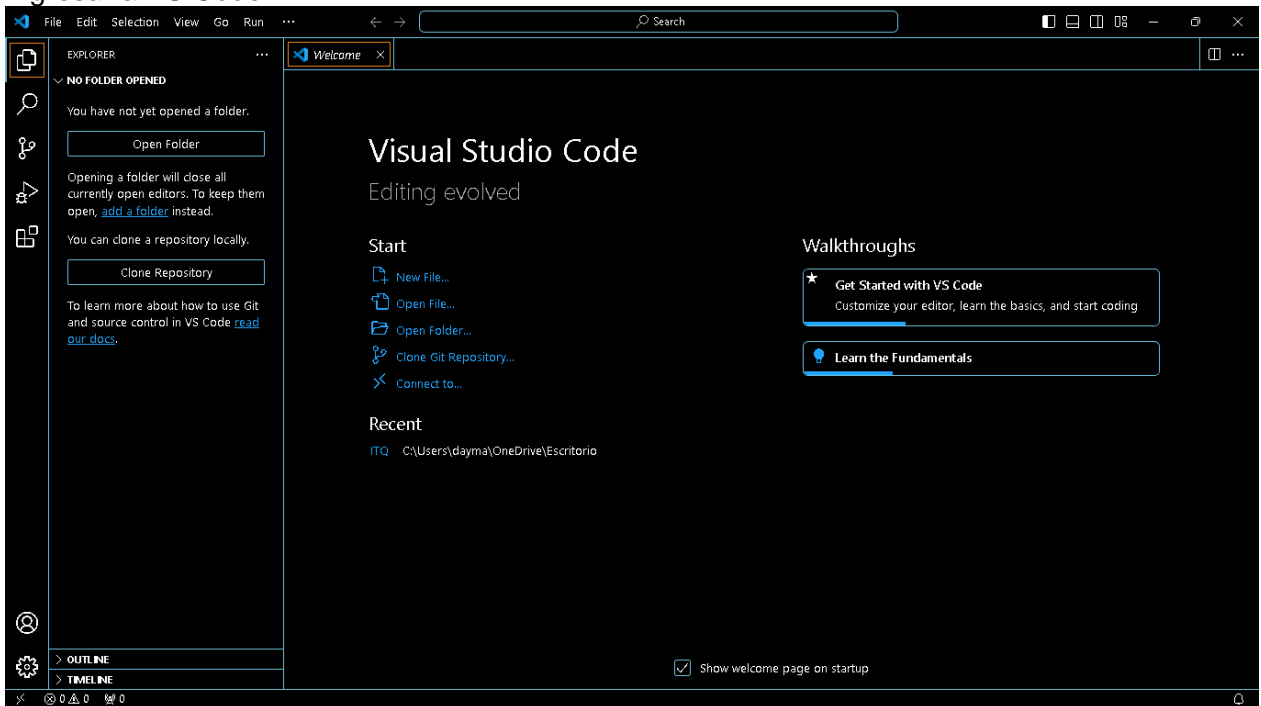 File Edit Selection View Go Run ···
Search
EXPLORER ···
Welcome
NO FOLDER OPENED
You have not yet opened a folder.
Open Folder
Opening a folder will close all
currently open editors. To keep them
open, add a folder instead.
You can clone a repository locally.
Clone Repository
To learn more about how to use Git
and source control in VS Code read
our docs.
OUTLINE
TIMELINE
Visual Studio Code
Editing evolved
Start
New File...
Open File...
Open Folder...
Clone Git Repository...
Connect to...
Recent
ITQ C:\Users\dayma\OneDrive\Escritorio
Walkthroughs
Get Started with VS Code
Customize your editor, learn the basics, and start coding
Learn the Fundamentals
Show welcome page on startup
0 0 0